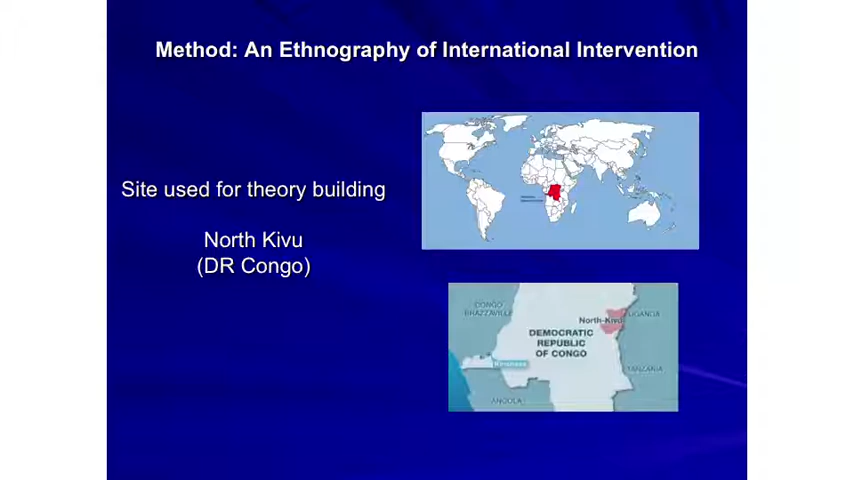 Method: An Ethnography of International Intervention
Site used for theory building
North Kivu
(DR Congo)
CONGO
BRAZZAVILLE
North-Kivu
UGANDA
DEMOCRATIC
REPUBLIC
OF CONGO
Kinshasa
TANZANIA
ANGOLA